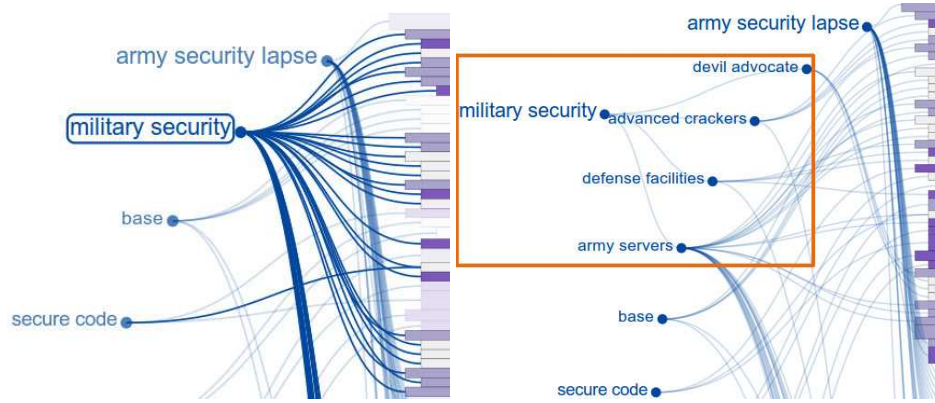 army security lapse
military security
base
secure code
army security lapse
devil advocate
military security
advanced crackers
defense facilities
army servers
base
secure code